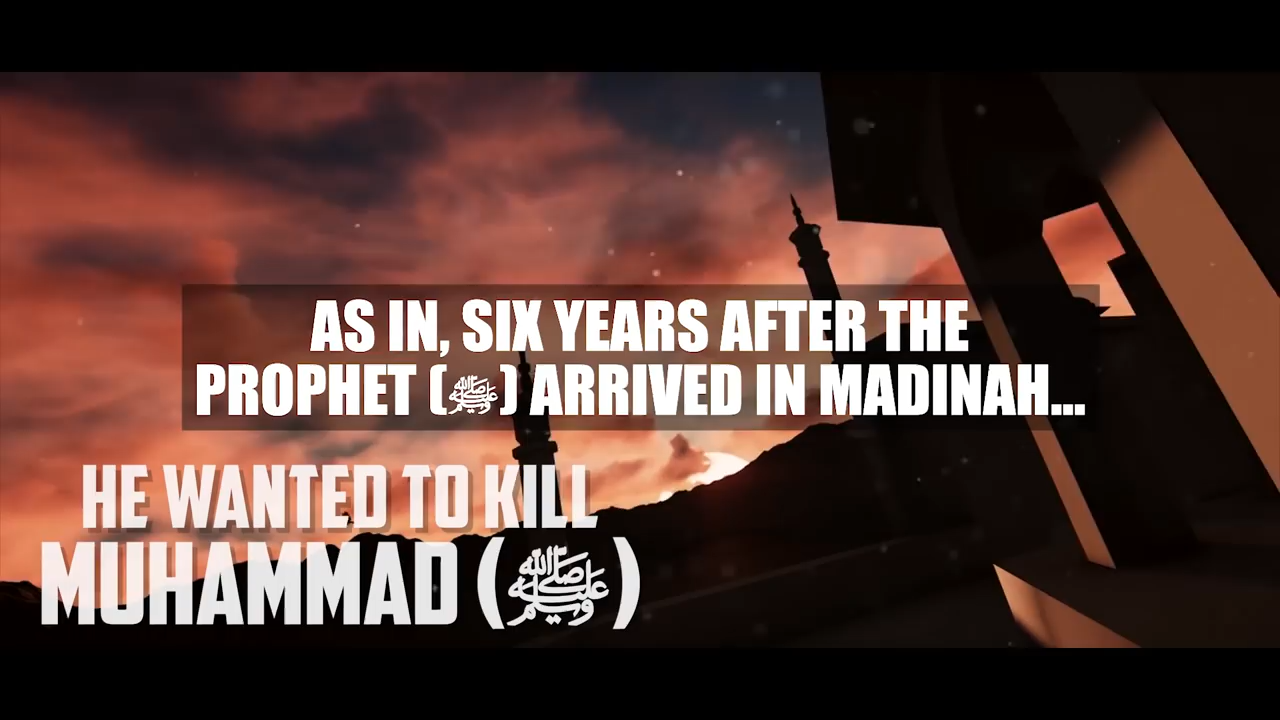 AS IN, SIX YEARS AFTER THE
PROPHET (ﷺ) ARRIVED IN MADINAH...
HE WANTED TO KILL
MUHAMMAD (ﷺ)